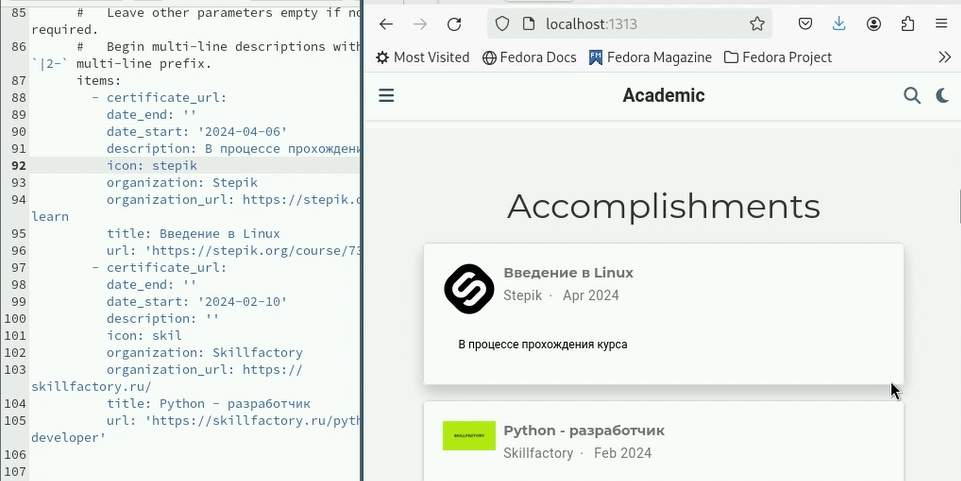 85 #   Leave other parameters empty if no
required.
86 #   Begin multi-line descriptions with
`|2-` multi-line prefix.
87 items:
88 - certificate_url:
89 date_end: ''
90 date_start: '2024-04-06'
91 description: В процессе прохождени
92 icon: stepik
93 organization: Stepik
94 organization_url: https://stepik.o
learn
95 title: Введение в Linux
96 url: 'https://stepik.org/course/73
97 - certificate_url:
98 date_end: ''
99 date_start: '2024-02-10'
100 description: ''
101 icon: skil
102 organization: Skillfactory
103 organization_url: https://
skillfactory.ru/
104 title: Python - разработчик
105 url: 'https://skillfactory.ru/pyth
developer'
106
107
localhost:1313
Most Visited Fedora Docs Fedora Magazine Fedora Project
Academic
Accomplishments
Введение в Linux
Stepik · Apr 2024
В процессе прохождения курса
SKILLFACTORY
Python - разработчик
Skillfactory · Feb 2024